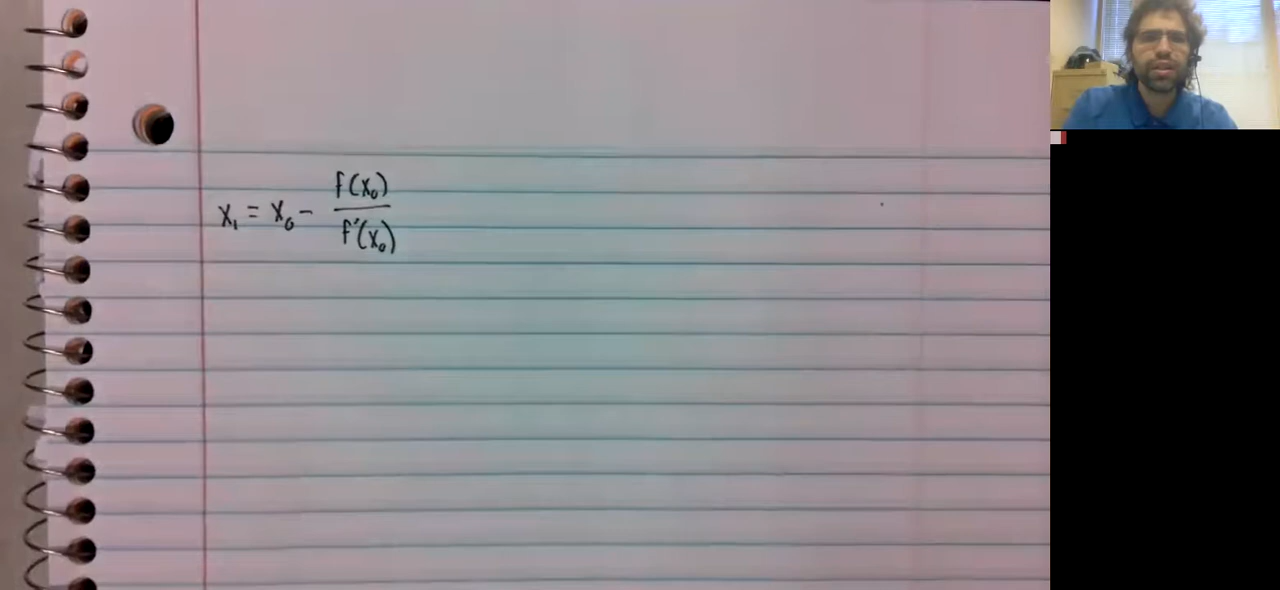 x₁ = x₀ - f(x₀) / f'(x₀)